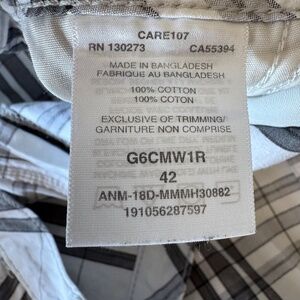 CARE107
RN 130273 CA55394
MADE IN BANGLADESH
FABRIQUE AU BANGLADESH
100% COTTON
100% COTON
EXCLUSIVE OF TRIMMING/
GARNITURE NON COMPRISE
G6CMW1R
42
ANM-18D-MMMH30882
191056287597